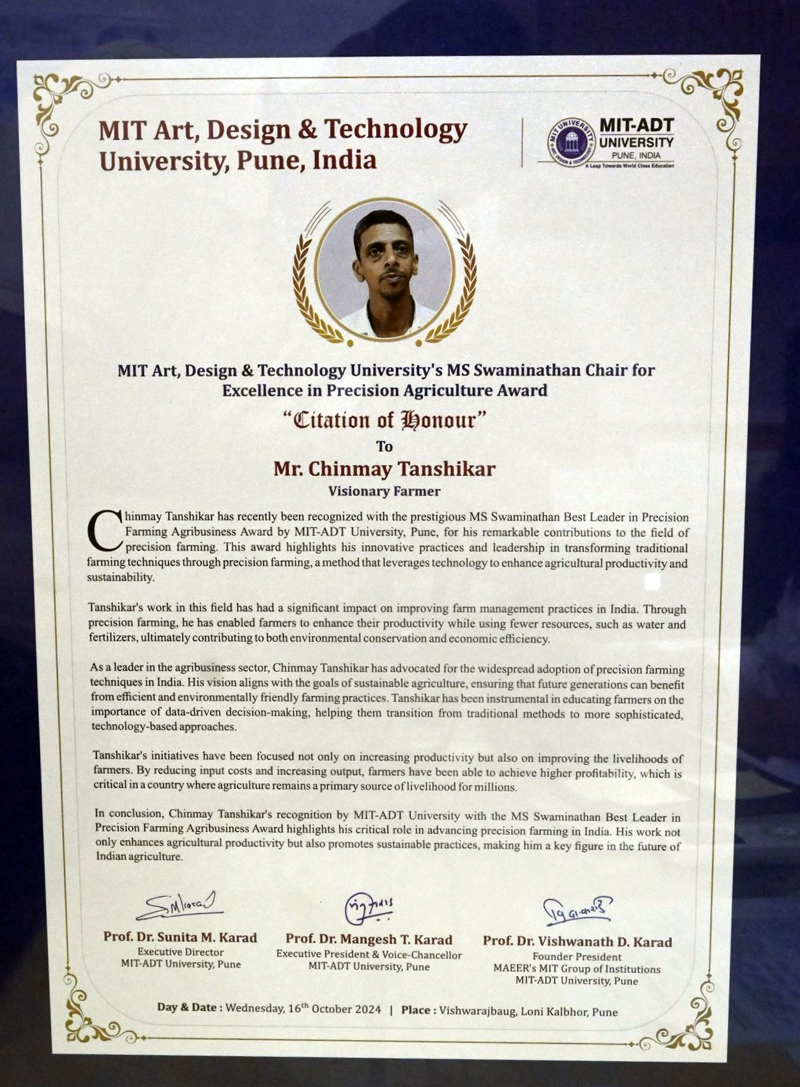 MIT Art, Design & Technology
University, Pune, India
MIT UNIVERSITY
ART, DESIGN & TECHNOLOGY
MIT-ADT
UNIVERSITY
PUNE, INDIA
A Leap Towards World Class Education
MIT Art, Design & Technology University's MS Swaminathan Chair for
Excellence in Precision Agriculture Award
“Citation of Honour”
To
Mr. Chinmay Tanshikar
Visionary Farmer
Chinmay Tanshikar has recently been recognized with the prestigious MS Swaminathan Best Leader in Precision
Farming Agribusiness Award by MIT-ADT University, Pune, for his remarkable contributions to the field of
precision farming. This award highlights his innovative practices and leadership in transforming traditional
farming techniques through precision farming, a method that leverages technology to enhance agricultural productivity and
sustainability.
Tanshikar's work in this field has had a significant impact on improving farm management practices in India. Through
precision farming, he has enabled farmers to enhance their productivity while using fewer resources, such as water and
fertilizers, ultimately contributing to both environmental conservation and economic efficiency.
As a leader in the agribusiness sector, Chinmay Tanshikar has advocated for the widespread adoption of precision farming
techniques in India. His vision aligns with the goals of sustainable agriculture, ensuring that future generations can benefit
from efficient and environmentally friendly farming practices. Tanshikar has been instrumental in educating farmers on the
importance of data-driven decision-making, helping them transition from traditional methods to more sophisticated,
technology-based approaches.
Tanshikar's initiatives have been focused not only on increasing productivity but also on improving the livelihoods of
farmers. By reducing input costs and increasing output, farmers have been able to achieve higher profitability, which is
critical in a country where agriculture remains a primary source of livelihood for millions.
In conclusion, Chinmay Tanshikar's recognition by MIT-ADT University with the MS Swaminathan Best Leader in
Precision Farming Agribusiness Award highlights his critical role in advancing precision farming in India. His work not
only enhances agricultural productivity but also promotes sustainable practices, making him a key figure in the future of
Indian agriculture.
Prof. Dr. Sunita M. Karad
Executive Director
MIT-ADT University, Pune
Prof. Dr. Mangesh T. Karad
Executive President & Voice-Chancellor
MIT-ADT University, Pune
Prof. Dr. Vishwanath D. Karad
Founder President
MAEER's MIT Group of Institutions
MIT-ADT University, Pune
Day & Date : Wednesday, 16th October 2024 | Place : Vishwarajbaug, Loni Kalbhor, Pune